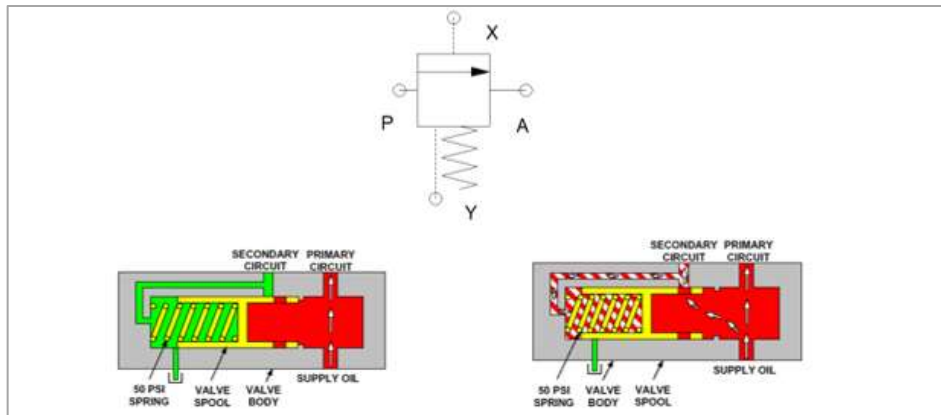 X
P
A
Y
SECONDARY CIRCUIT
PRIMARY CIRCUIT
50 PSI SPRING
VALVE SPOOL
VALVE BODY
SUPPLY OIL
SECONDARY CIRCUIT
PRIMARY CIRCUIT
50 PSI SPRING
VALVE BODY
VALVE SPOOL
SUPPLY OIL